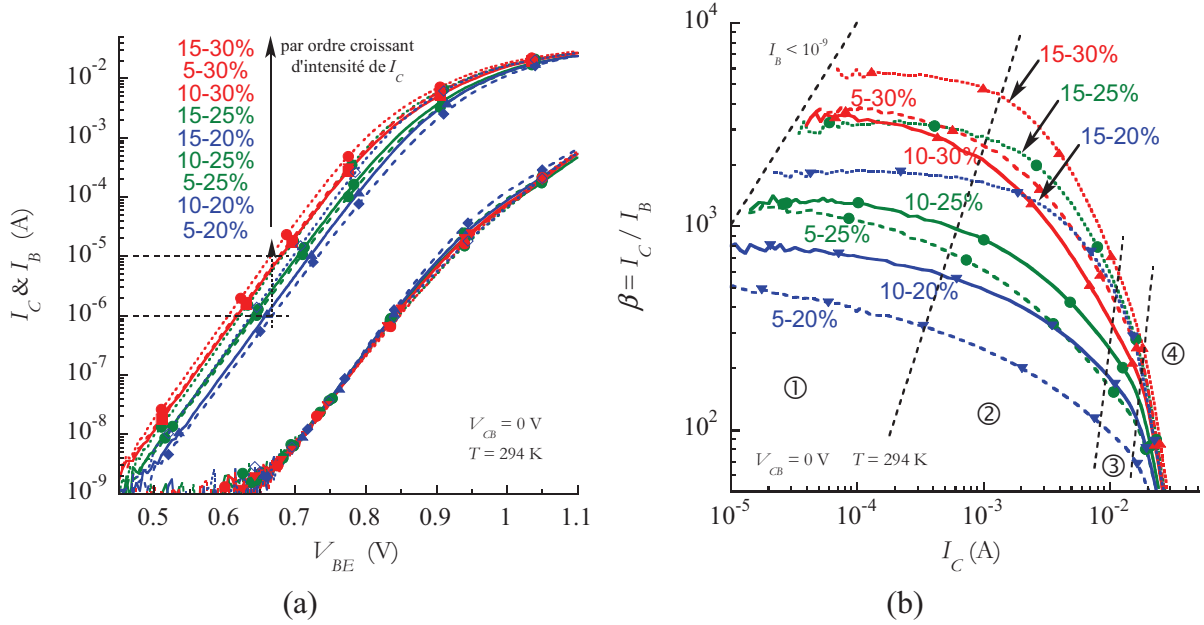 (a)
15-30%
5-30%
10-30%
15-25%
15-20%
10-25%
5-25%
10-20%
5-20%
par ordre croissant
d'intensité de I_C
10^-2
10^-3
10^-4
10^-5
10^-6
10^-7
10^-8
10^-9
I_C & I_B (A)
V_CB = 0 V
T = 294 K
0.5 0.6 0.7 0.8 0.9 1 1.1
V_BE (V)
(a)
10^4
10^3
10^2
β = I_C / I_B
I_B < 10^-9
15-30%
15-25%
15-20%
5-30%
10-30%
10-25%
5-25%
10-20%
5-20%
①
②
③
④
V_CB = 0 V T = 294 K
10^-5 10^-4 10^-3 10^-2
I_C (A)
(b)